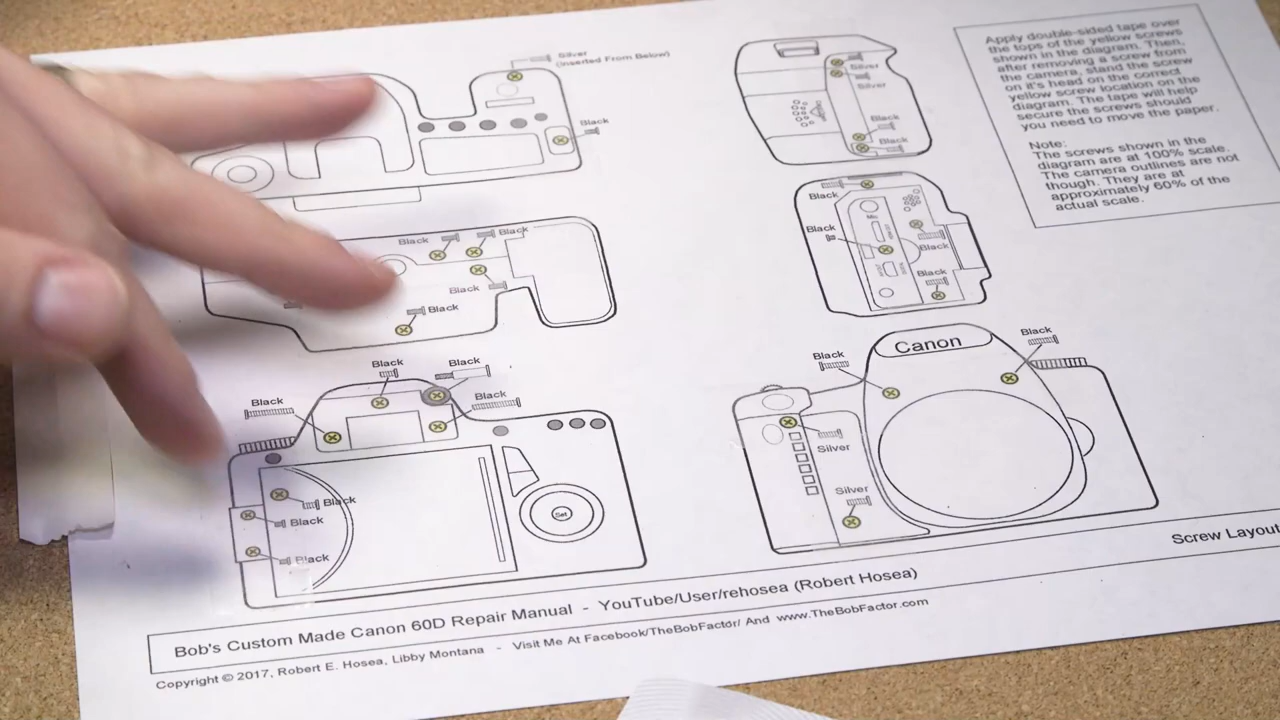 Silver
(Inserted From Below)
Black
Silver
Silver
Black
Black
Apply double-sided tape over
the tops of the yellow screws
shown in the diagram. Then,
after removing a screw from
the camera, stand the screw
on it's head on the correct
yellow screw location on the
diagram. The tape will help
secure the screws should
you need to move the paper.
Note:
The screws shown in the
diagram are at 100% scale.
The camera outlines are not
though. They are at
approximately 60% of the
actual scale.
Black
Black
Black
Black
Black
Mic
Black
Black
Black
Black
Black
Black
Black
Black
Black
Black
Set
Canon
Black
Black
Silver
Silver
Screw Layout
Bob's Custom Made Canon 60D Repair Manual - YouTube/User/rehosea (Robert Hosea)
Copyright © 2017, Robert E. Hosea, Libby Montana - Visit Me At Facebook/TheBobFactor/ And www.TheBobFactor.com